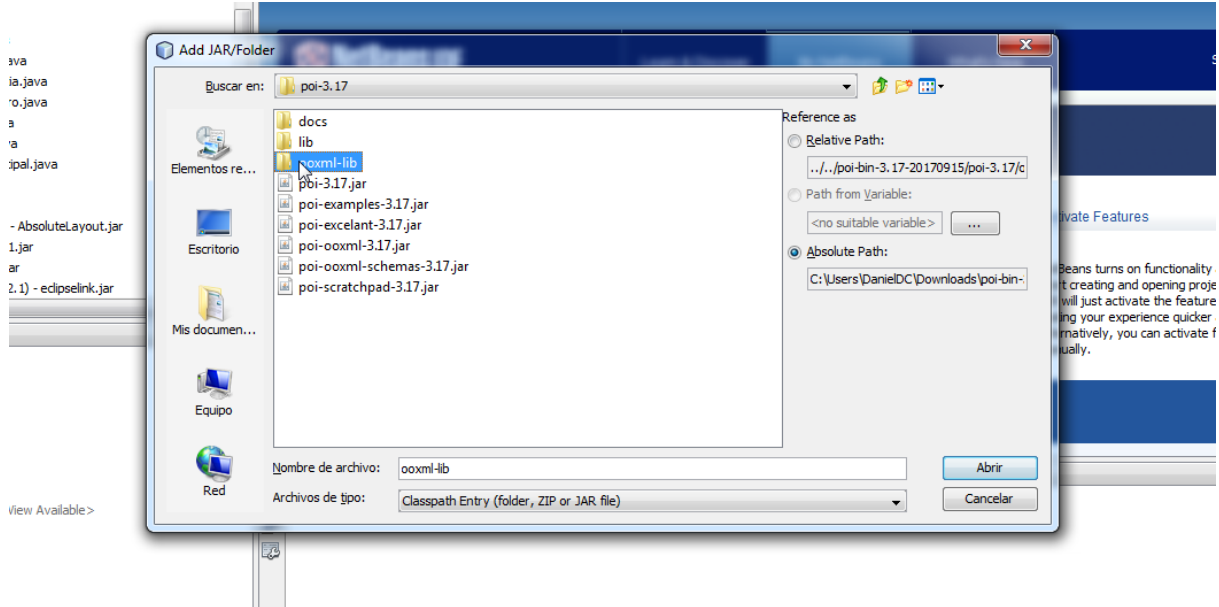 Add JAR/Folder
Buscar en:
poi-3.17
Elementos re...
Escritorio
Mis documen...
Equipo
Red
docs
lib
ooxml-lib
poi-3.17.jar
poi-examples-3.17.jar
poi-excelant-3.17.jar
poi-ooxml-3.17.jar
poi-ooxml-schemas-3.17.jar
poi-scratchpad-3.17.jar
Reference as
Relative Path:
../../poi-bin-3.17-20170915/poi-3.17/c
Path from Variable:
<no suitable variable>
...
Absolute Path:
C:\Users\DanielDC\Downloads\poi-bin-.
Nombre de archivo:
ooxml-lib
Abrir
Archivos de tipo:
Classpath Entry (folder, ZIP or JAR file)
Cancelar
ava
ia.java
ro.java
a
ra
cipal.java
- AbsoluteLayout.jar
1.jar
ar
2.1) - eclipselink.jar
View Available>
ivate Features
Beans turns on functionality
t creating and opening proje
will just activate the feature
ing your experience quicker
rnatively, you can activate f
ually.